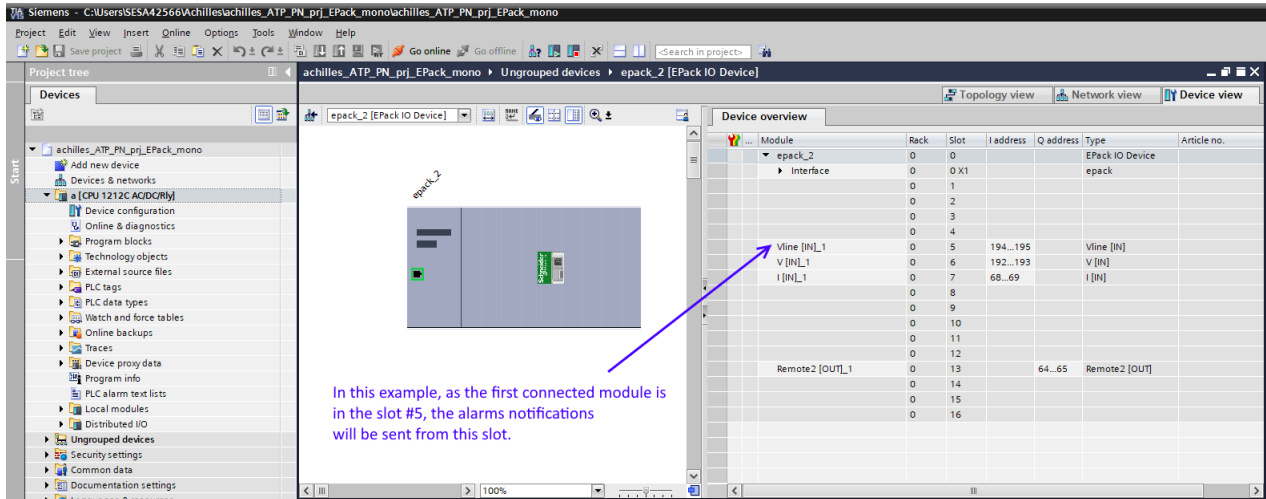 Siemens - C:\Users\SESA42566\Achilles\achilles_ATP_PN_prj_EPack_mono\achilles_ATP_PN_prj_EPack_mono
Project Edit View Insert Online Options Tools Window Help
Save project Go online Go offline <Search in project>
Project tree
achilles_ATP_PN_prj_EPack_mono Ungrouped devices epack_2 [EPack IO Device]
Devices
Topology view Network view Device view
epack_2 [EPack IO Device]
Device overview
Start
achilles_ATP_PN_prj_EPack_mono
Add new device
Devices & networks
a [CPU 1212C AC/DC/Rly]
Device configuration
Online & diagnostics
Program blocks
Technology objects
External source files
PLC tags
PLC data types
Watch and force tables
Online backups
Traces
Device proxy data
Program info
PLC alarm text lists
Local modules
Distributed I/O
Ungrouped devices
Security settings
Common data
Documentation settings
epack_2
Schneider
In this example, as the first connected module is
in the slot #5, the alarms notifications
will be sent from this slot.
100%
... Module Rack Slot I address Q address Type Article no.
epack_2 0 0 EPack IO Device
Interface 0 0 X1 epack
0 1
0 2
0 3
0 4
Vline [IN]_1 0 5 194...195 Vline [IN]
V [IN]_1 0 6 192...193 V [IN]
I [IN]_1 0 7 68...69 I [IN]
0 8
0 9
0 10
0 11
0 12
Remote2 [OUT]_1 0 13 64...65 Remote2 [OUT]
0 14
0 15
0 16